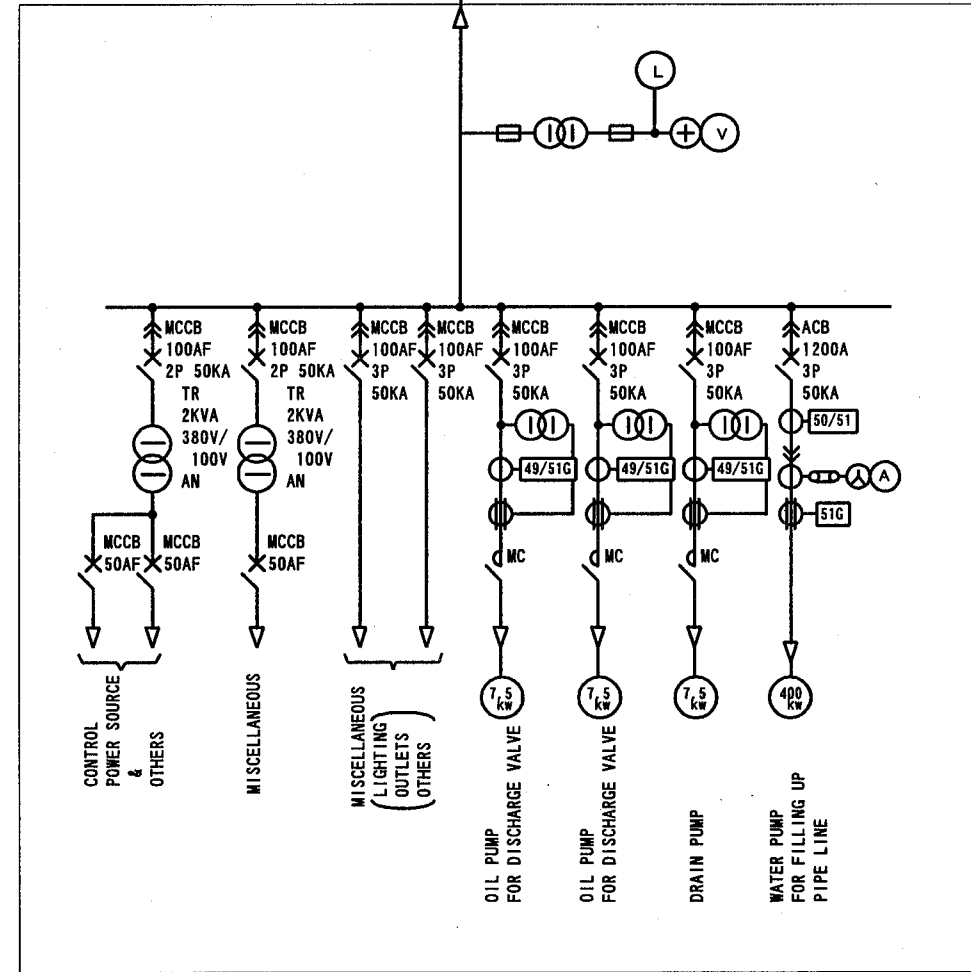 L
V
MCCB
100AF
2P 50KA
TR
2KVA
380V/
100V
AN
MCCB
50AF
MCCB
50AF
CONTROL
POWER SOURCE
&
OTHERS
MCCB
100AF
2P 50KA
TR
2KVA
380V/
100V
AN
MCCB
50AF
MISCELLANEOUS
MCCB
100AF
3P
50KA
MCCB
100AF
3P
50KA
MISCELLANEOUS
LIGHTING
OUTLETS
OTHERS
MCCB
100AF
3P
50KA
49/51G
MC
7,5
kw
OIL PUMP
FOR DISCHARGE VALVE
MCCB
100AF
3P
50KA
49/51G
MC
7,5
kw
OIL PUMP
FOR DISCHARGE VALVE
MCCB
100AF
3P
50KA
49/51G
MC
7,5
kw
DRAIN PUMP
ACB
1200A
3P
50KA
50/51
A
51G
400
kw
WATER PUMP
FOR FILLING UP
PIPE LINE